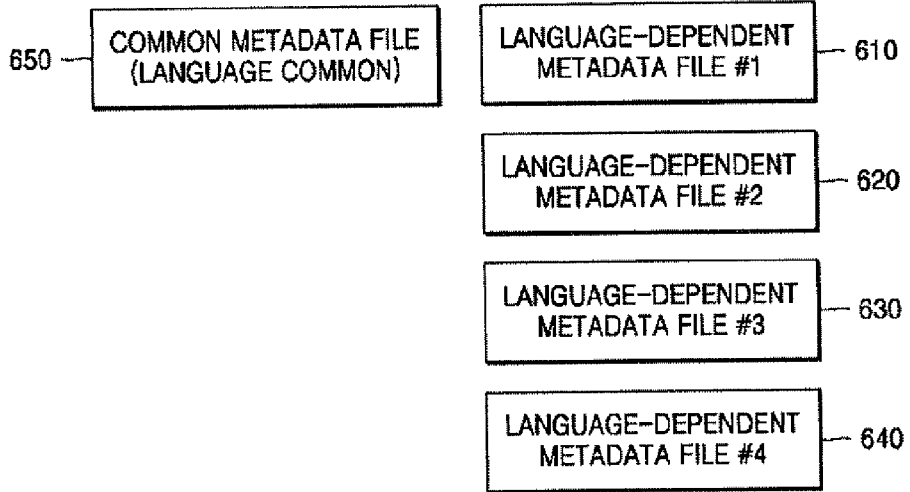 650
COMMON METADATA FILE
(LANGUAGE COMMON)
LANGUAGE-DEPENDENT
METADATA FILE #1
610
LANGUAGE-DEPENDENT
METADATA FILE #2
620
LANGUAGE-DEPENDENT
METADATA FILE #3
630
LANGUAGE-DEPENDENT
METADATA FILE #4
640